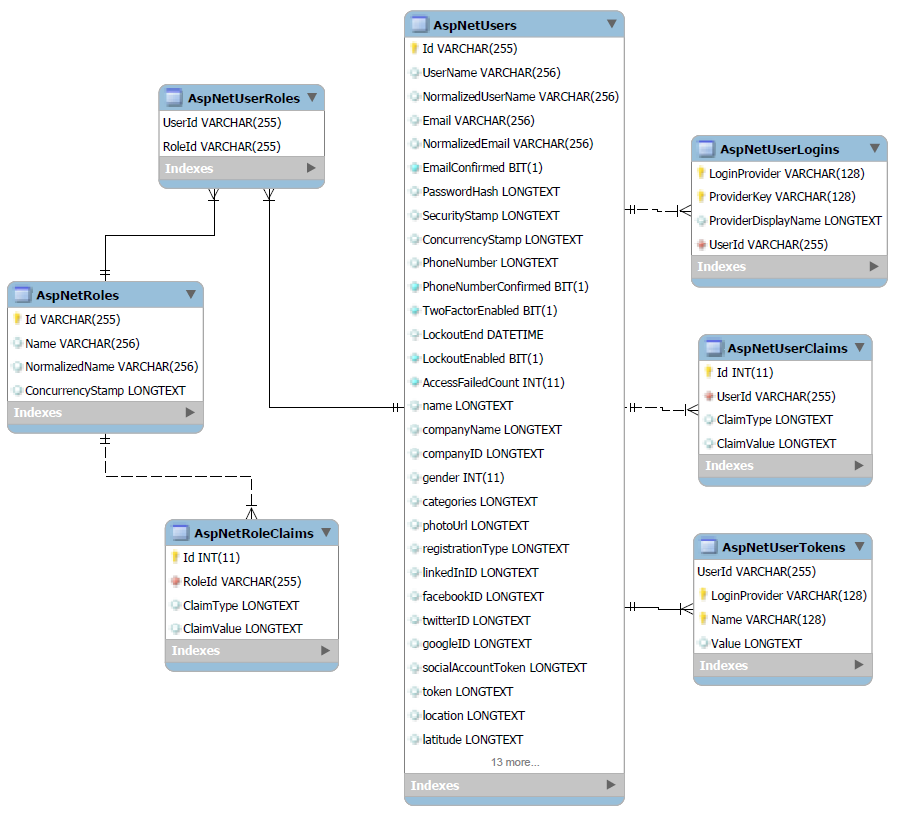 AspNetUsers
Id VARCHAR(255)
UserName VARCHAR(256)
NormalizedUserName VARCHAR(256)
Email VARCHAR(256)
NormalizedEmail VARCHAR(256)
EmailConfirmed BIT(1)
PasswordHash LONGTEXT
SecurityStamp LONGTEXT
ConcurrencyStamp LONGTEXT
PhoneNumber LONGTEXT
PhoneNumberConfirmed BIT(1)
TwoFactorEnabled BIT(1)
LockoutEnd DATETIME
LockoutEnabled BIT(1)
AccessFailedCount INT(11)
name LONGTEXT
companyName LONGTEXT
companyID LONGTEXT
gender INT(11)
categories LONGTEXT
photoUrl LONGTEXT
registrationType LONGTEXT
linkedInID LONGTEXT
facebookID LONGTEXT
twitterID LONGTEXT
googleID LONGTEXT
socialAccountToken LONGTEXT
token LONGTEXT
location LONGTEXT
latitude LONGTEXT
13 more...
Indexes
AspNetUserRoles
UserId VARCHAR(255)
RoleId VARCHAR(255)
Indexes
AspNetRoles
Id VARCHAR(255)
Name VARCHAR(256)
NormalizedName VARCHAR(256)
ConcurrencyStamp LONGTEXT
Indexes
AspNetRoleClaims
Id INT(11)
RoleId VARCHAR(255)
ClaimType LONGTEXT
ClaimValue LONGTEXT
Indexes
AspNetUserLogins
LoginProvider VARCHAR(128)
ProviderKey VARCHAR(128)
ProviderDisplayName LONGTEXT
UserId VARCHAR(255)
Indexes
AspNetUserClaims
Id INT(11)
UserId VARCHAR(255)
ClaimType LONGTEXT
ClaimValue LONGTEXT
Indexes
AspNetUserTokens
UserId VARCHAR(255)
LoginProvider VARCHAR(128)
Name VARCHAR(128)
Value LONGTEXT
Indexes